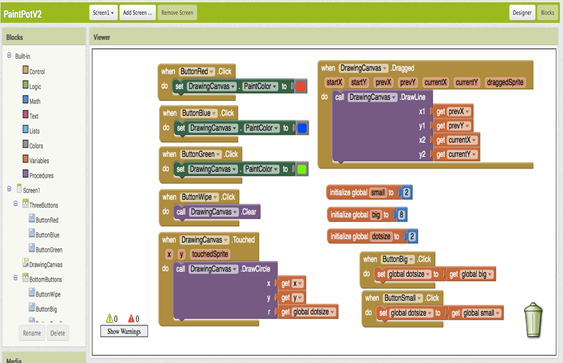 PaintPotV2
Screen1 Add Screen ... Remove Screen Designer Blocks
Blocks
Viewer
Built-in
Control
Logic
Math
Text
Lists
Colors
Variables
Procedures
Screen1
ThreeButtons
ButtonRed
ButtonBlue
ButtonGreen
DrawingCanvas
BottomButtons
ButtonWipe
ButtonBig
Rename Delete
Media
when ButtonRed .Click
do set DrawingCanvas . PaintColor to
when ButtonBlue .Click
do set DrawingCanvas . PaintColor to
when ButtonGreen .Click
do set DrawingCanvas . PaintColor to
when ButtonWipe .Click
do call DrawingCanvas .Clear
when DrawingCanvas .Touched
x y touchedSprite
do call DrawingCanvas .DrawCircle
x get x
y get y
r get global dotsize
0 0
Show Warnings
when DrawingCanvas .Dragged
startX startY prevX prevY currentX currentY draggedSprite
do call DrawingCanvas .DrawLine
x1 get prevX
y1 get prevY
x2 get currentX
y2 get currentY
initialize global small to 2
initialize global big to 8
initialize global dotsize to 2
when ButtonBig .Click
do set global dotsize to get global big
when ButtonSmall .Click
do set global dotsize to get global small